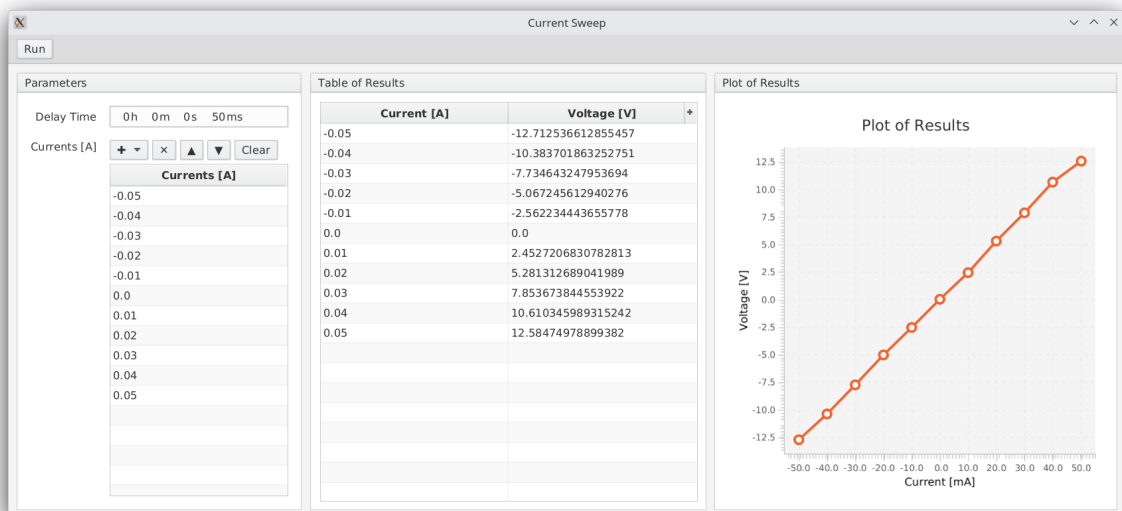 Current Sweep
Run
Parameters
Delay Time 0h 0m 0s 50ms
Currents [A] Clear
Currents [A]
-0.05
-0.04
-0.03
-0.02
-0.01
0.0
0.01
0.02
0.03
0.04
0.05
Table of Results
Current [A] Voltage [V] +
-0.05 -12.712536612855457
-0.04 -10.383701863252751
-0.03 -7.734643247953694
-0.02 -5.067245612940276
-0.01 -2.562234443655778
0.0 0.0
0.01 2.4527206830782813
0.02 5.281312689041989
0.03 7.853673844553922
0.04 10.610345989315242
0.05 12.58474978899382
Plot of Results
Plot of Results
Voltage [V]
12.5
10.0
7.5
5.0
2.5
0.0
-2.5
-5.0
-7.5
-10.0
-12.5
-50.0 -40.0 -30.0 -20.0 -10.0 0.0 10.0 20.0 30.0 40.0 50.0
Current [mA]